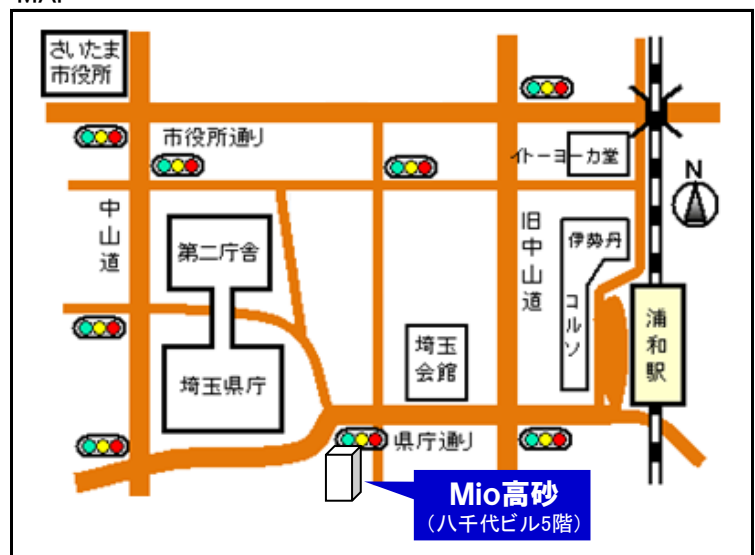 さいたま
市役所
市役所通り
イトーヨーカ堂
N
中山道
第二庁舎
旧中山道
伊勢丹
コルソ
浦和駅
埼玉
会館
埼玉県庁
県庁通り
Mio高砂
(八千代ビル5階)